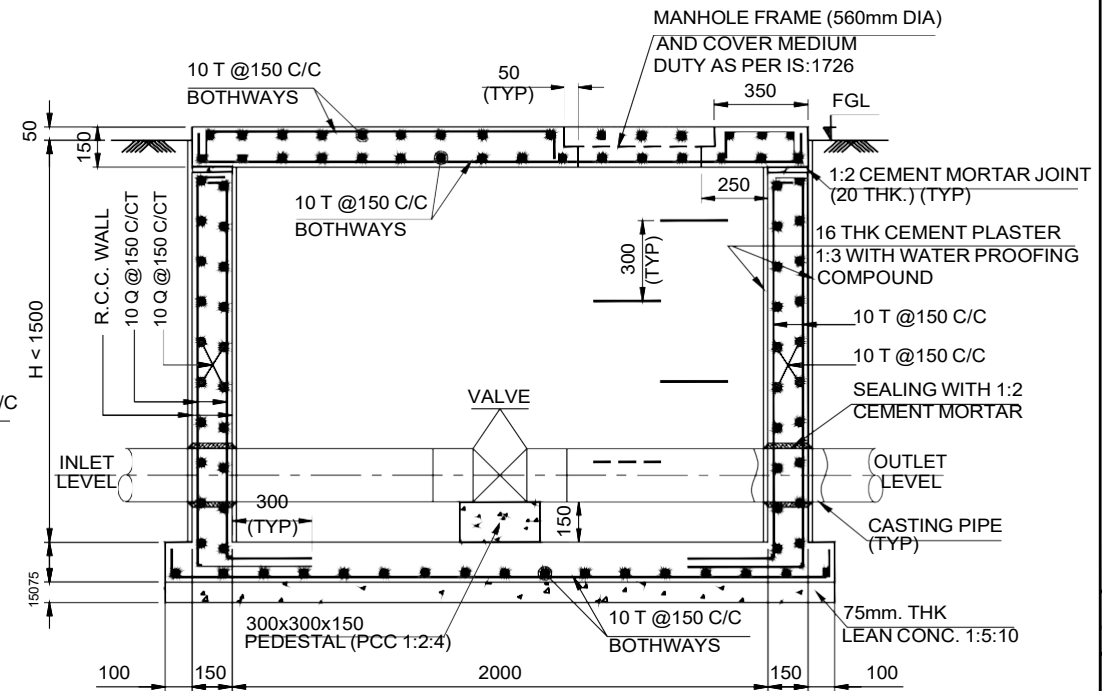 MANHOLE FRAME (560mm DIA)
AND COVER MEDIUM
DUTY AS PER IS:1726
10 T @150 C/C
BOTHWAYS
50
(TYP)
350
FGL
50
150
1:2 CEMENT MORTAR JOINT
(20 THK.) (TYP)
250
10 T @150 C/C
BOTHWAYS
300
(TYP)
16 THK CEMENT PLASTER
1:3 WITH WATER PROOFING
COMPOUND
R.C.C. WALL
10 Q @150 C/CT
10 Q @150 C/CT
H < 1500
10 T @150 C/C
10 T @150 C/C
/C
VALVE
SEALING WITH 1:2
CEMENT MORTAR
INLET
LEVEL
OUTLET
LEVEL
300
(TYP)
150
CASTING PIPE
(TYP)
150
75
300x300x150
PEDESTAL (PCC 1:2:4)
10 T @150 C/C
BOTHWAYS
75mm. THK
LEAN CONC. 1:5:10
100
150
2000
150
100